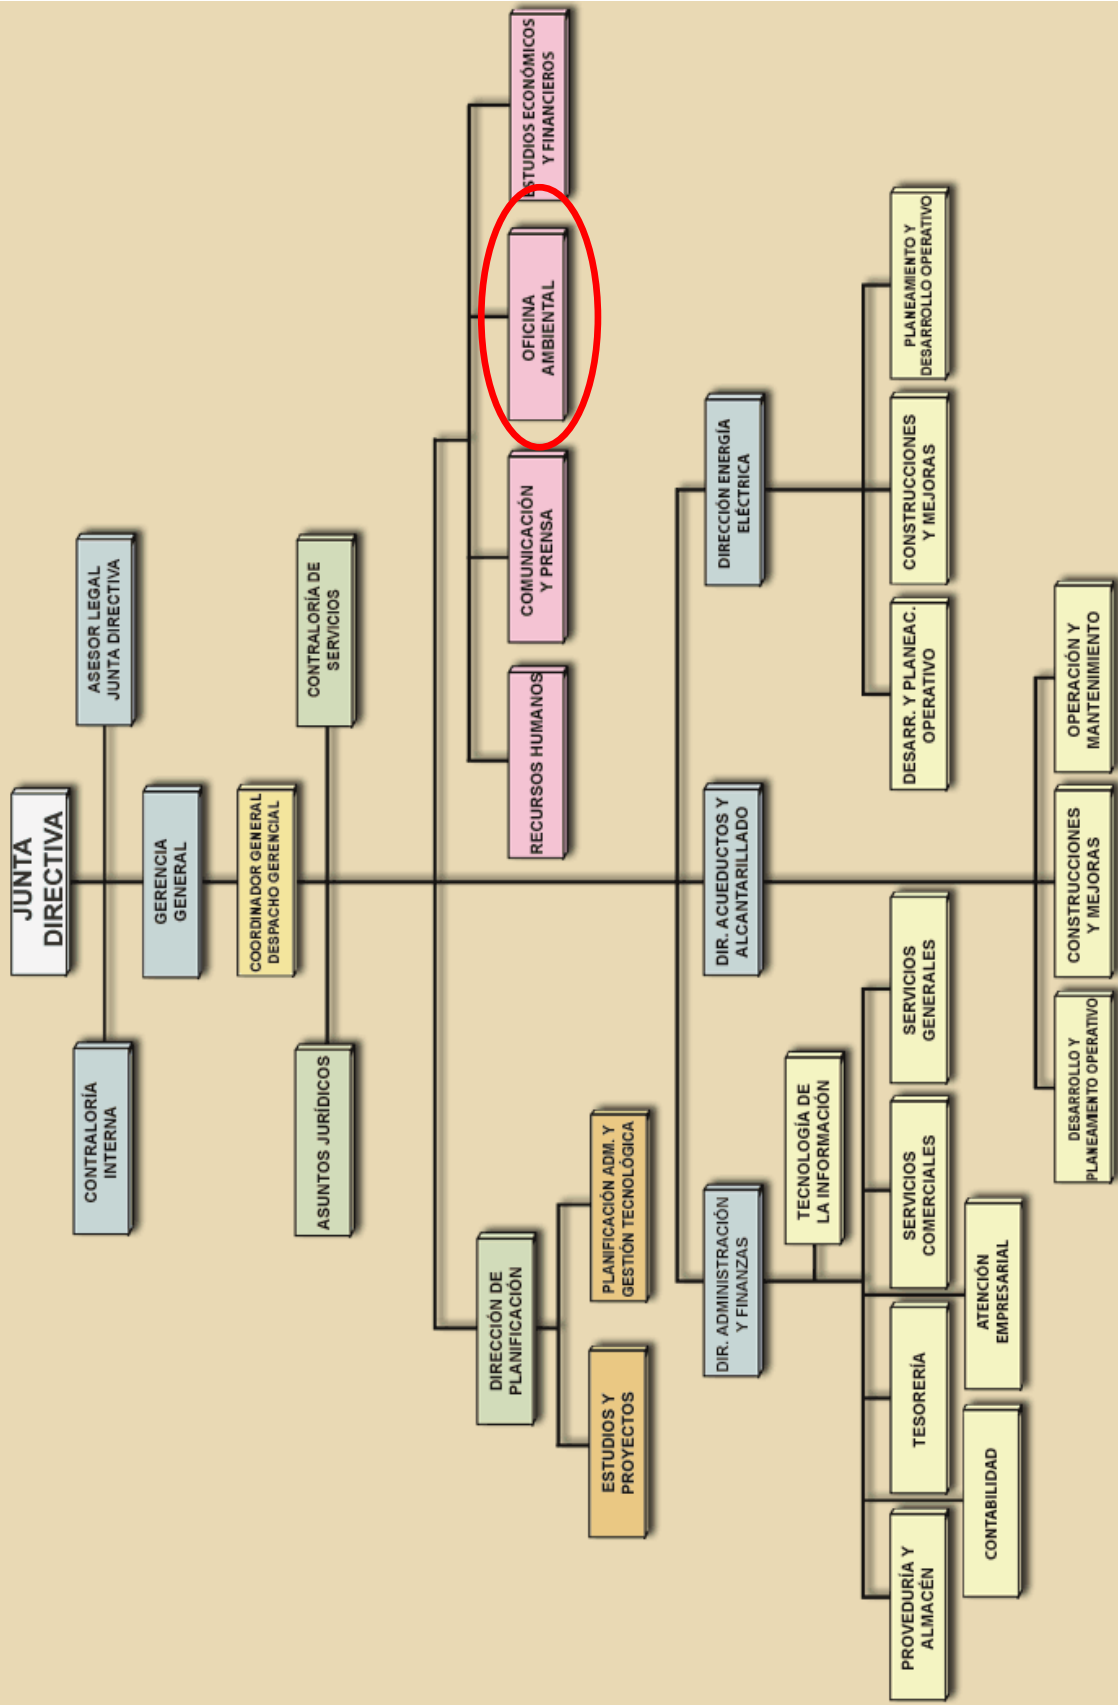 JUNTA
DIRECTIVA
CONTRALORÍA
INTERNA
ASESOR LEGAL
JUNTA DIRECTIVA
GERENCIA
GENERAL
COORDINADOR GENERAL
DESPACHO GERENCIAL
ASUNTOS JURÍDICOS
CONTRALORÍA DE
SERVICIOS
DIRECCIÓN DE
PLANIFICACIÓN
RECURSOS HUMANOS
COMUNICACIÓN
Y PRENSA
OFICINA
AMBIENTAL
ESTUDIOS ECONÓMICOS
Y FINANCIEROS
ESTUDIOS Y
PROYECTOS
PLANIFICACIÓN ADM. Y
GESTIÓN TECNOLÓGICA
DIR. ADMINISTRACIÓN
Y FINANZAS
DIR. ACUEDUCTOS Y
ALCANTARILLADO
DIRECCIÓN ENERGÍA
ELÉCTRICA
TECNOLOGÍA DE
LA INFORMACIÓN
PROVEDURÍA Y
ALMACÉN
TESORERÍA
SERVICIOS
COMERCIALES
SERVICIOS
GENERALES
DESARR. Y PLANEAC.
OPERATIVO
CONSTRUCCIONES
Y MEJORAS
PLANEAMIENTO Y
DESARROLLO OPERATIVO
CONTABILIDAD
ATENCIÓN
EMPRESARIAL
DESARROLLO Y
PLANEAMIENTO OPERATIVO
CONSTRUCCIONES
Y MEJORAS
OPERACIÓN Y
MANTENIMIENTO